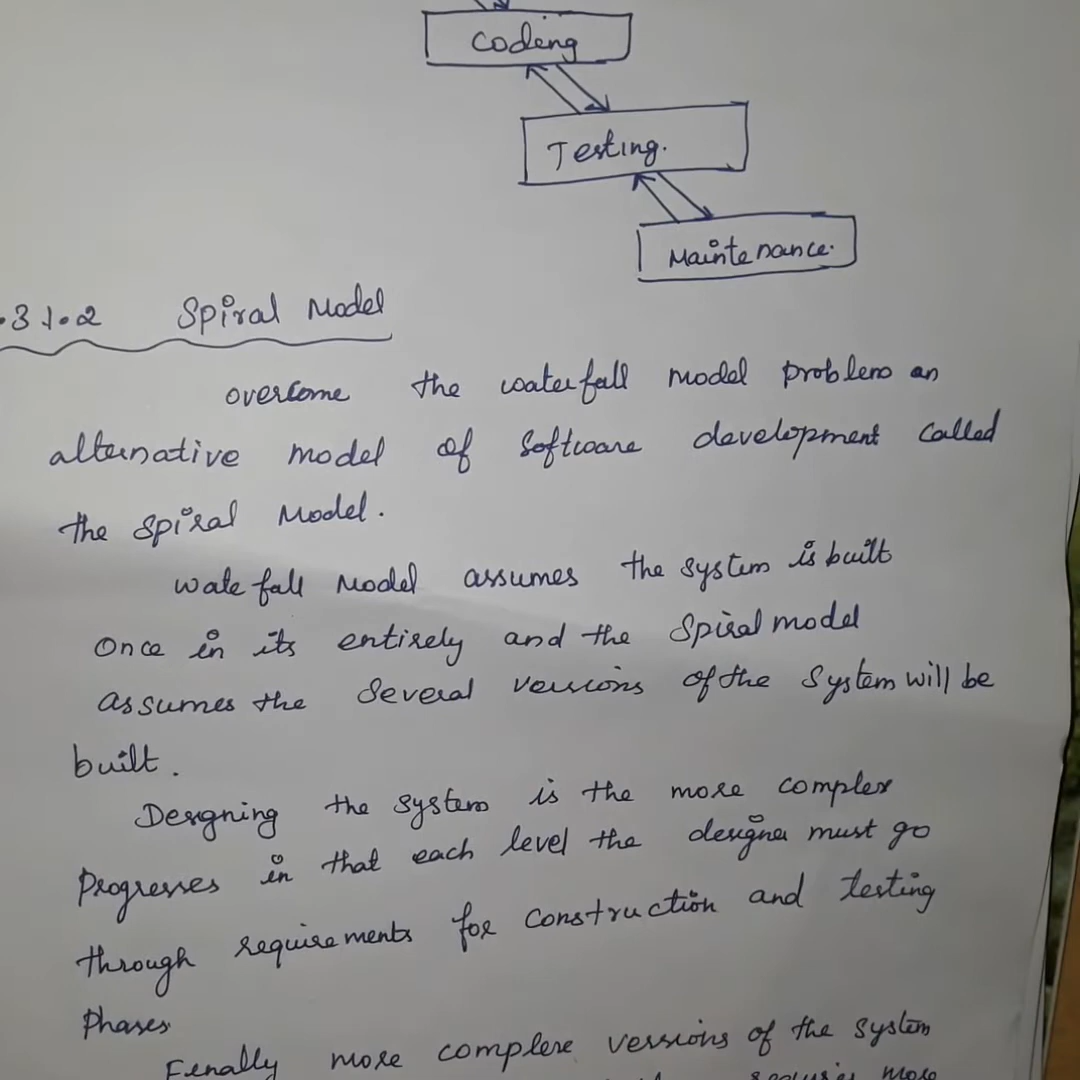 Coding
Testing.
Maintenance.
.3.1.2 Spiral Model
overcome the waterfall model problem an
alternative model of software development called
the spiral Model.
wate fall Model assumes the system is built
Once in its entirely and the spiral model
assumes the several versions of the system will be
built.
Designing the system is the more complex
Progresses in that each level the designer must go
through requirements for construction and testing
Phases
Finally more complex versions of the system
more